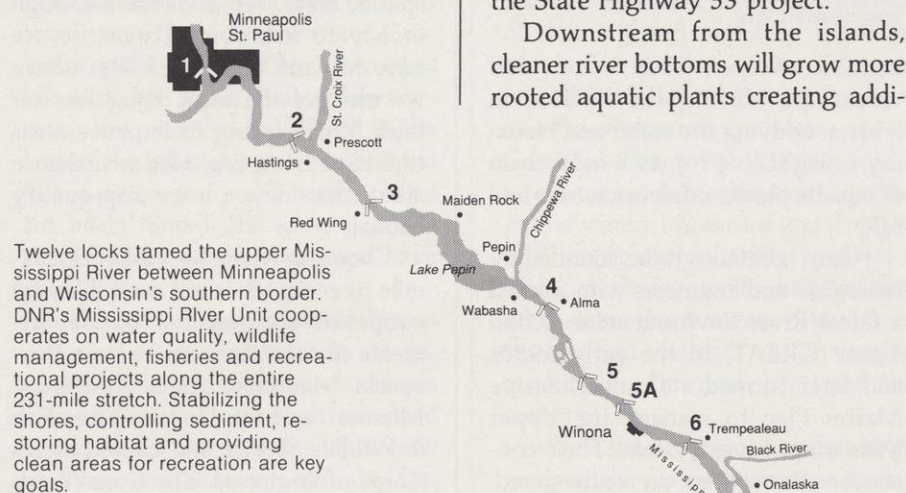 the State Highway 53 project.
Downstream from the islands,
cleaner river bottoms will grow more
rooted aquatic plants creating addi-
Minneapolis
St. Paul
1
St. Croix River
2
Prescott
Hastings
3
Red Wing
Maiden Rock
Chippewa River
Pepin
Lake Pepin
Wabasha
4
Alma
5
5A
Winona
6
Trempealeau
Black River
Mississip
Onalaska
Twelve locks tamed the upper Mis-
sissippi River between Minneapolis
and Wisconsin's southern border.
DNR's Mississippi RIver Unit coop-
erates on water quality, wildlife
management, fisheries and recrea-
tional projects along the entire
231-mile stretch. Stabilizing the
shores, controlling sediment, re-
storing habitat and providing
clean areas for recreation are key
goals.